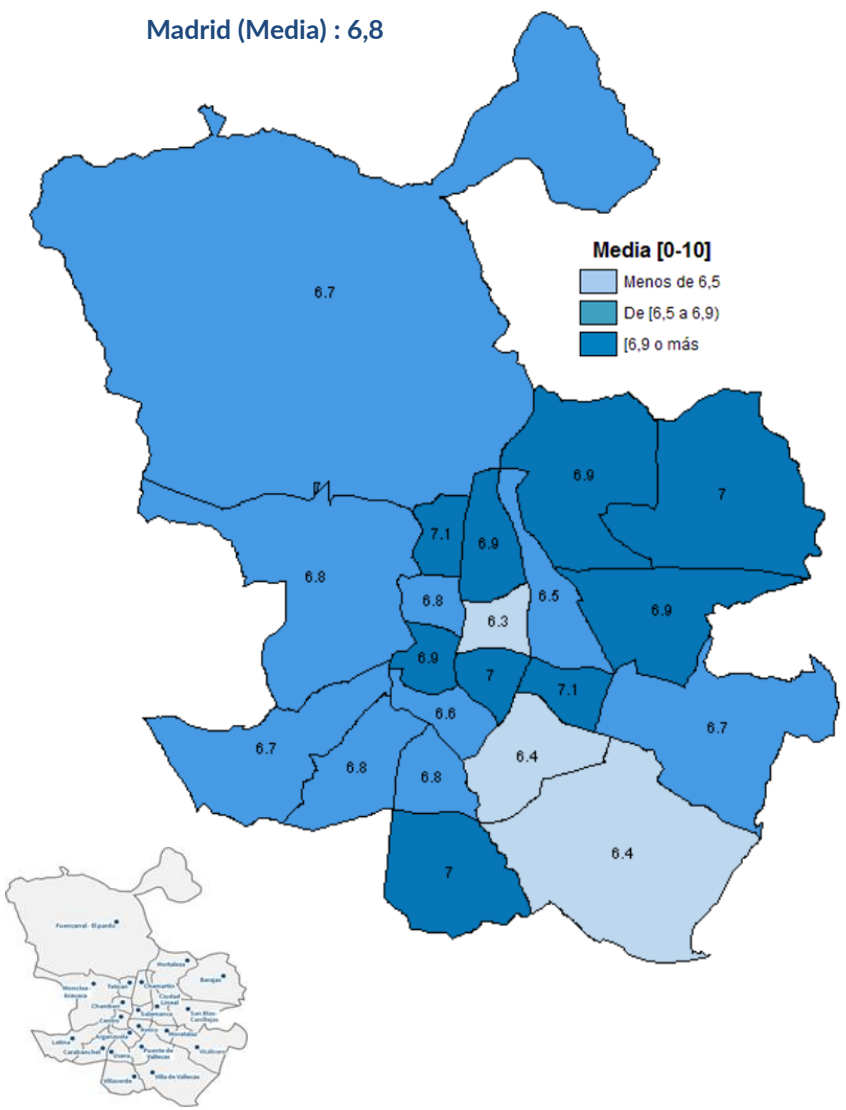 Madrid (Media) : 6,8
6.7
Media [0-10]
Menos de 6,5
De [6,5 a 6,9)
[6,9 o más
6.9
7
7.1
6.9
6.8
6.8
6.5
6.3
6.9
6.9
7
7.1
6.6
6.7
6.7
6.8
6.8
6.4
6.4
7
Fuencarral - El pardo
Hortaleza
Barajas
Moncloa-
Aravaca
Tetuan
Chamartin
Ciudad
Lineal
Chamberi
Salamanca
San Blas-
Canillejas
Centro
Retiro
Moratalaz
Arganzuela
Latina
Carabanchel
Usera
Puente de
Vallecas
Vicálvaro
Villaverde
Villa de Vallecas